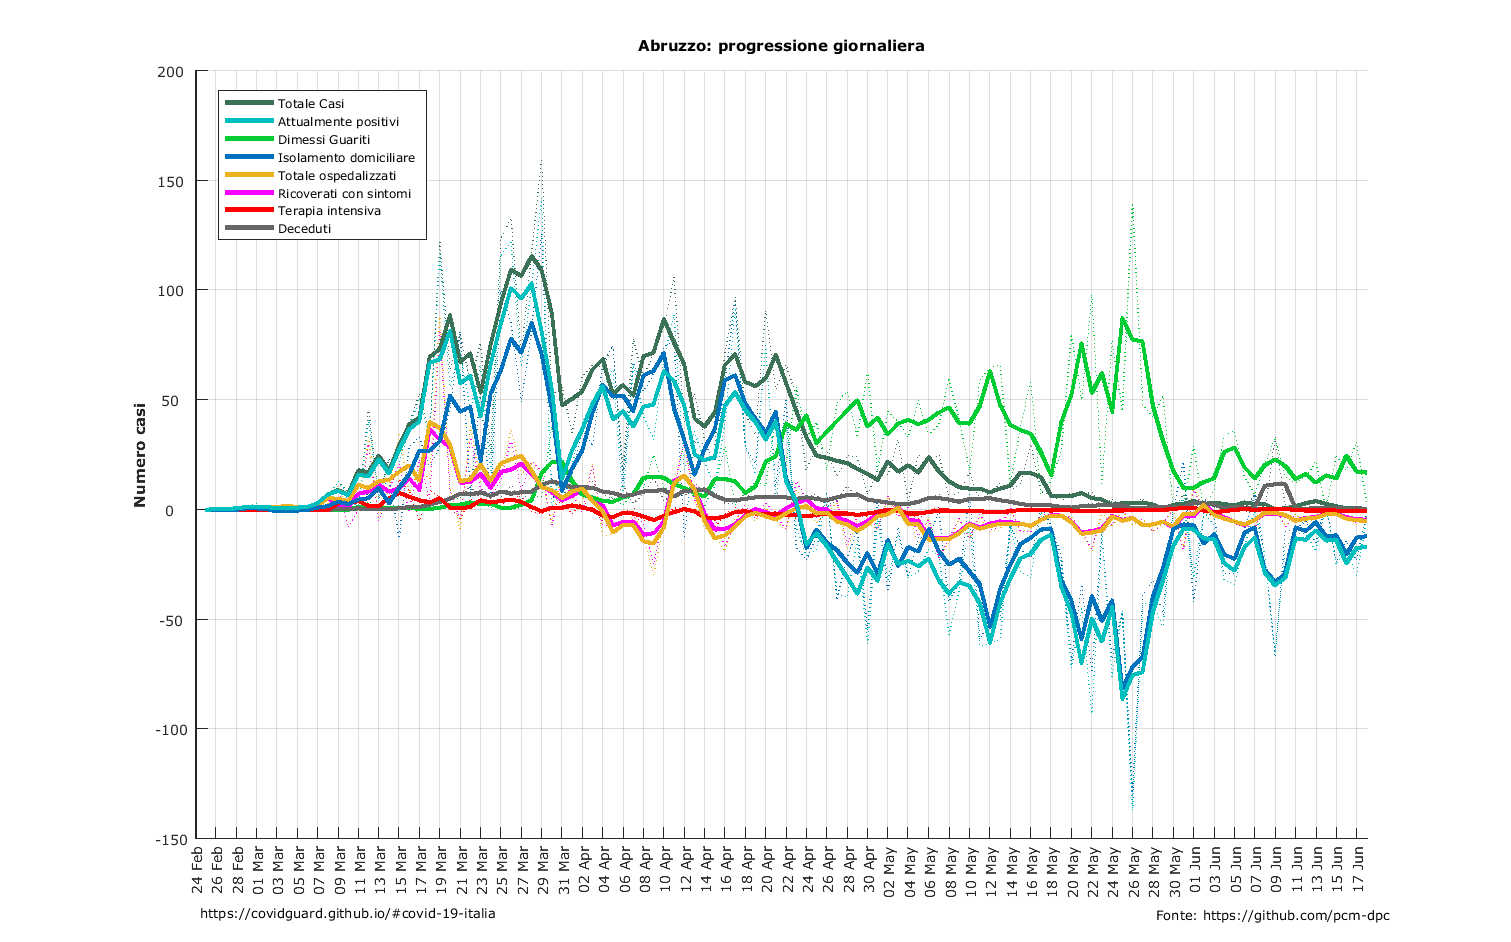 Abruzzo: progressione giornaliera
Numero casi
200
150
100
50
0
-50
-100
-150
Totale Casi
Attualmente positivi
Dimessi Guariti
Isolamento domiciliare
Totale ospedalizzati
Ricoverati con sintomi
Terapia intensiva
Deceduti
24 Feb
26 Feb
28 Feb
01 Mar
03 Mar
05 Mar
07 Mar
09 Mar
11 Mar
13 Mar
15 Mar
17 Mar
19 Mar
21 Mar
23 Mar
25 Mar
27 Mar
29 Mar
31 Mar
02 Apr
04 Apr
06 Apr
08 Apr
10 Apr
12 Apr
14 Apr
16 Apr
18 Apr
20 Apr
22 Apr
24 Apr
26 Apr
28 Apr
30 Apr
02 May
04 May
06 May
08 May
10 May
12 May
14 May
16 May
18 May
20 May
22 May
24 May
26 May
28 May
30 May
01 Jun
03 Jun
05 Jun
07 Jun
09 Jun
11 Jun
13 Jun
15 Jun
17 Jun
https://covidguard.github.io/#covid-19-italia
Fonte: https://github.com/pcm-dpc